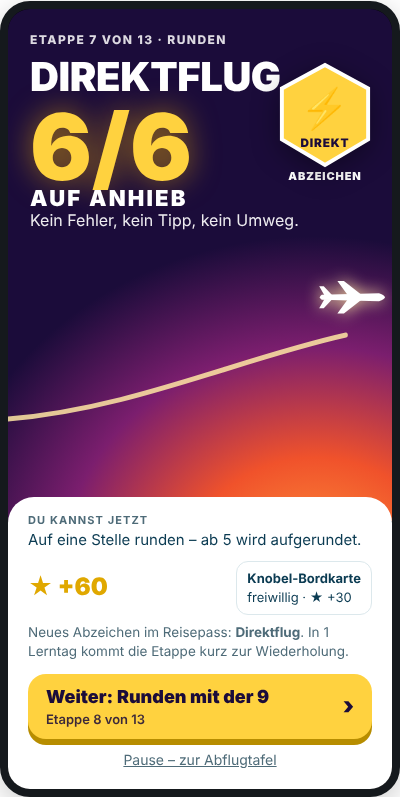 ETAPPE 7 VON 13 · RUNDEN
DIREKTFLUG
6/6
AUF ANHIEB
Kein Fehler, kein Tipp, kein Umweg.
DIREKT
ABZEICHEN
DU KANNST JETZT
Auf eine Stelle runden – ab 5 wird aufgerundet.
★ +60
Knobel-Bordkarte
freiwillig · ★ +30
Neues Abzeichen im Reisepass: Direktflug. In 1
Lerntag kommt die Etappe kurz zur Wiederholung.
Weiter: Runden mit der 9
Etappe 8 von 13
›
Pause – zur Abflugtafel